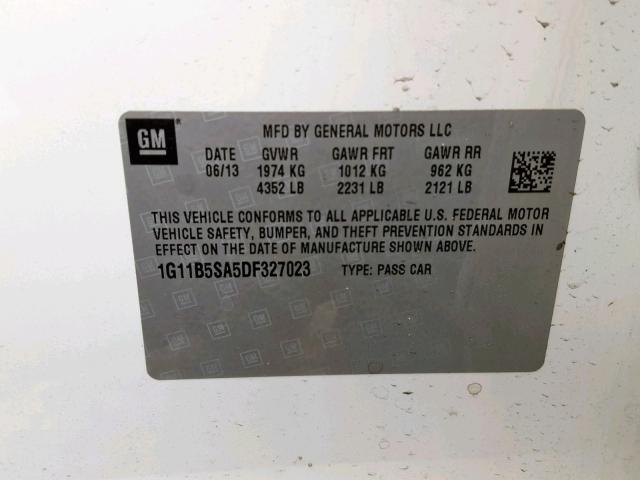 GM
MFD BY GENERAL MOTORS LLC
DATE GVWR GAWR FRT GAWR RR
06/13 1974 KG 1012 KG 962 KG
4352 LB 2231 LB 2121 LB
THIS VEHICLE CONFORMS TO ALL APPLICABLE U.S. FEDERAL MOTOR
VEHICLE SAFETY, BUMPER, AND THEFT PREVENTION STANDARDS IN
EFFECT ON THE DATE OF MANUFACTURE SHOWN ABOVE.
1G11B5SA5DF327023 TYPE: PASS CAR